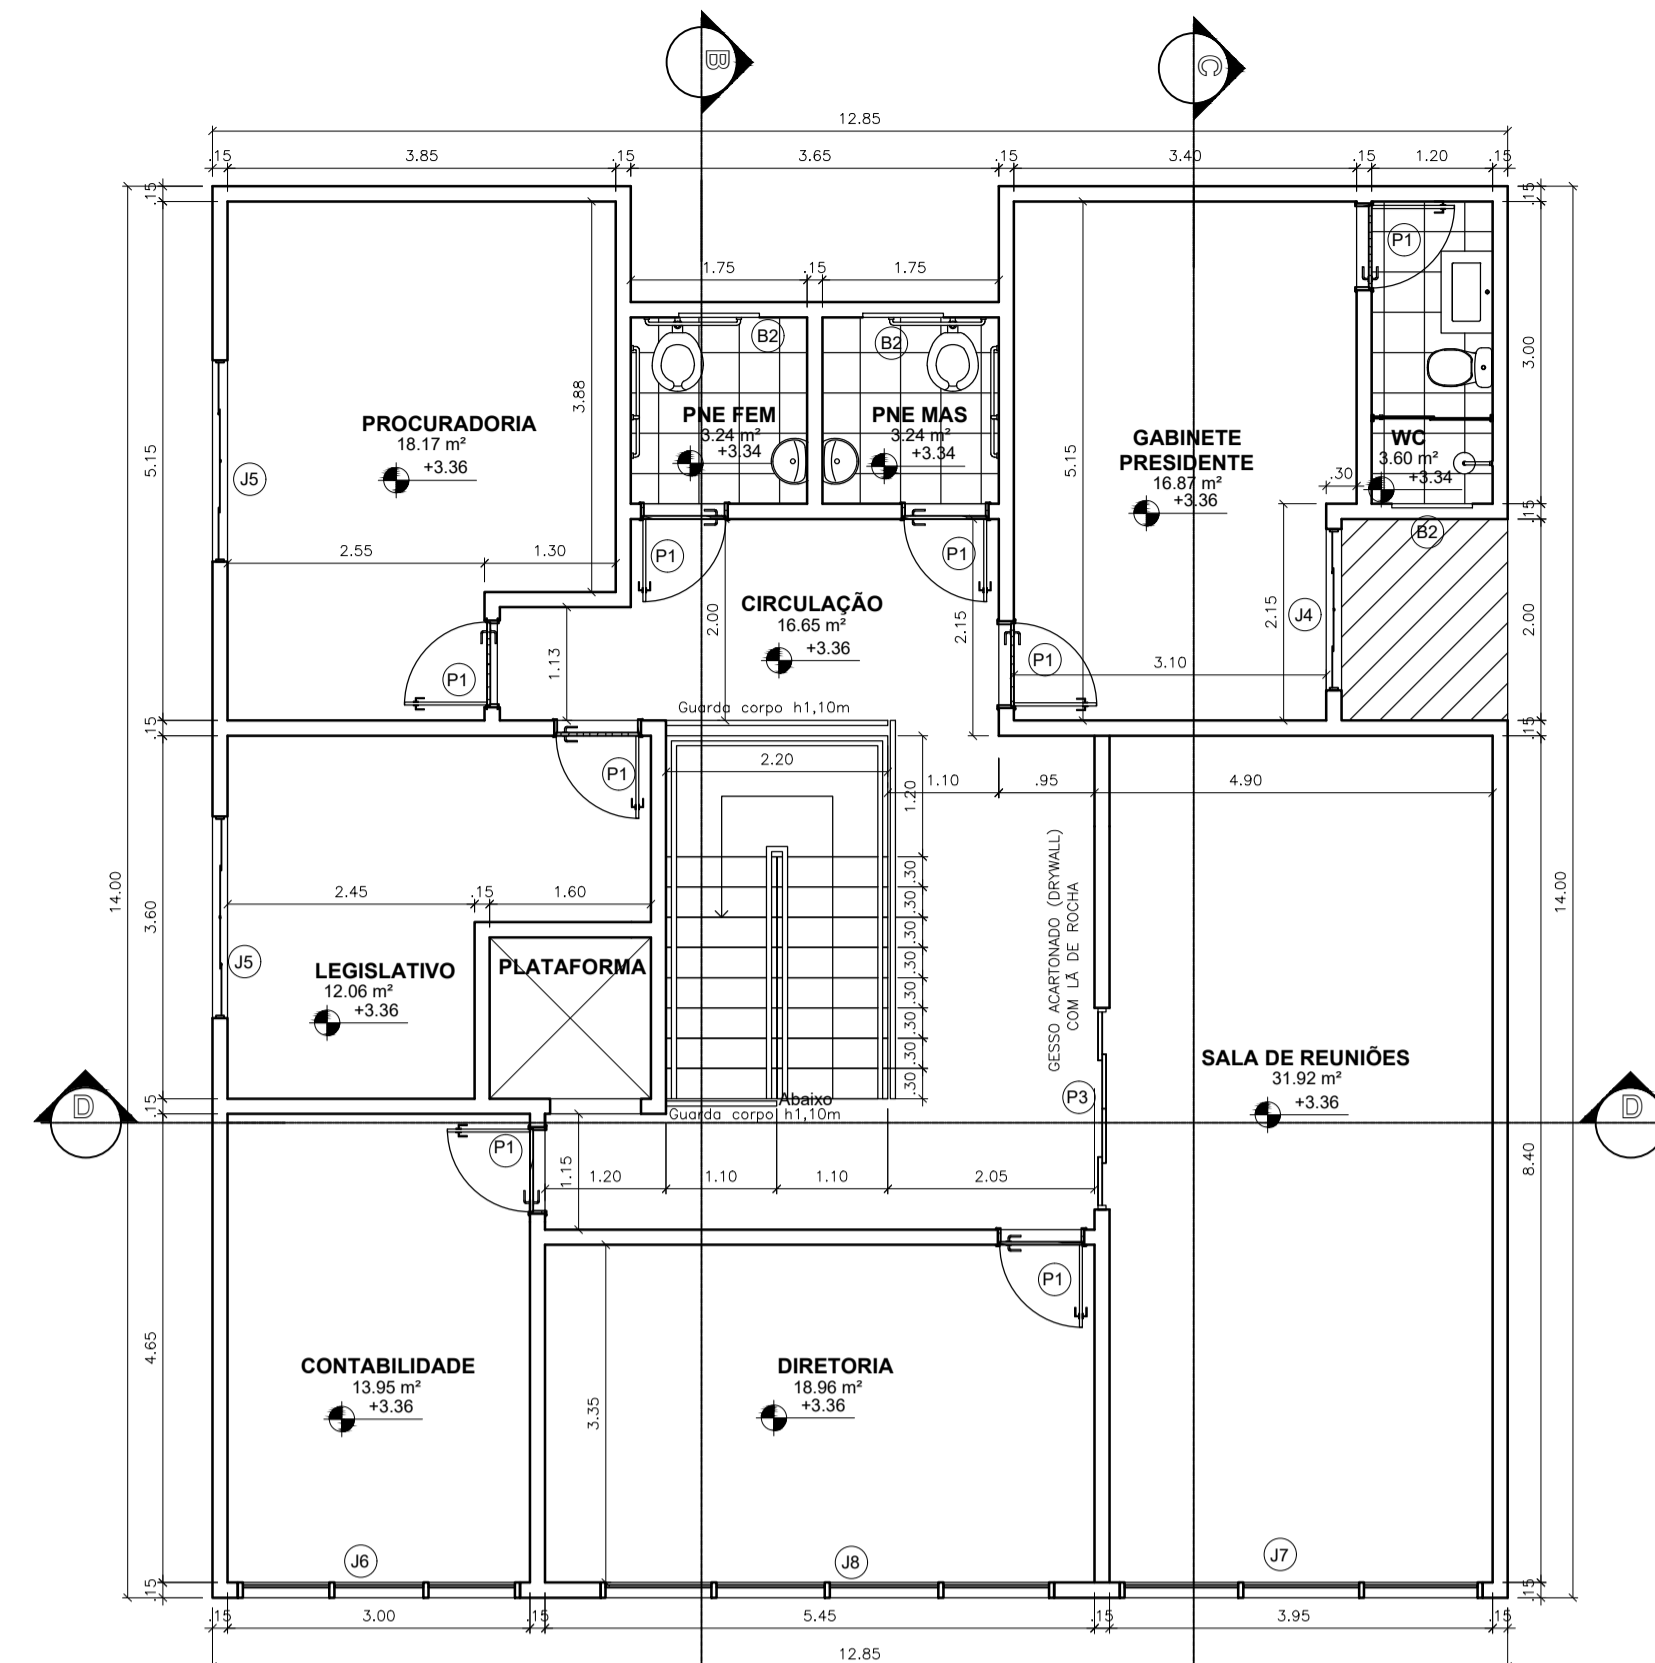 B
C
12.85
.15
3.85
.15
3.65
.15
3.40
.15
1.20
.15
.15
.15
P1
1.75
.15
1.75
B2
B2
3.88
3.00
PROCURADORIA
18.17 m²
+3.36
PNE FEM
3.24 m²
+3.34
PNE MAS
3.24 m²
+3.34
GABINETE
PRESIDENTE
16.87 m²
+3.36
5.15
WC
3.60 m²
+3.34
.30
5.15
J5
.15
B2
2.55
1.30
P1
P1
CIRCULAÇÃO
16.65 m²
+3.36
2.00
2.15
2.15
J4
2.00
1.13
P1
P1
3.10
Guarda corpo h1,10m
.15
.15
P1
2.20
1.20
1.10
.95
4.90
14.00
3.60
2.45
.15
1.60
.30
.30
.30
.30
.30
.30
.30
.30
GESSO ACARTONADO (DRYWALL)
COM LÃ DE ROCHA
14.00
J5
LEGISLATIVO
12.06 m²
+3.36
PLATAFORMA
SALA DE REUNIÕES
31.92 m²
+3.36
P3
D
D
.15
Abaixo
Guarda corpo h1,10m
P1
1.15
1.20
1.10
1.10
2.05
8.40
P1
4.65
CONTABILIDADE
13.95 m²
+3.36
3.35
DIRETORIA
18.96 m²
+3.36
J6
J8
J7
.15
.15
.15
3.00
.15
5.45
.15
3.95
.15
12.85